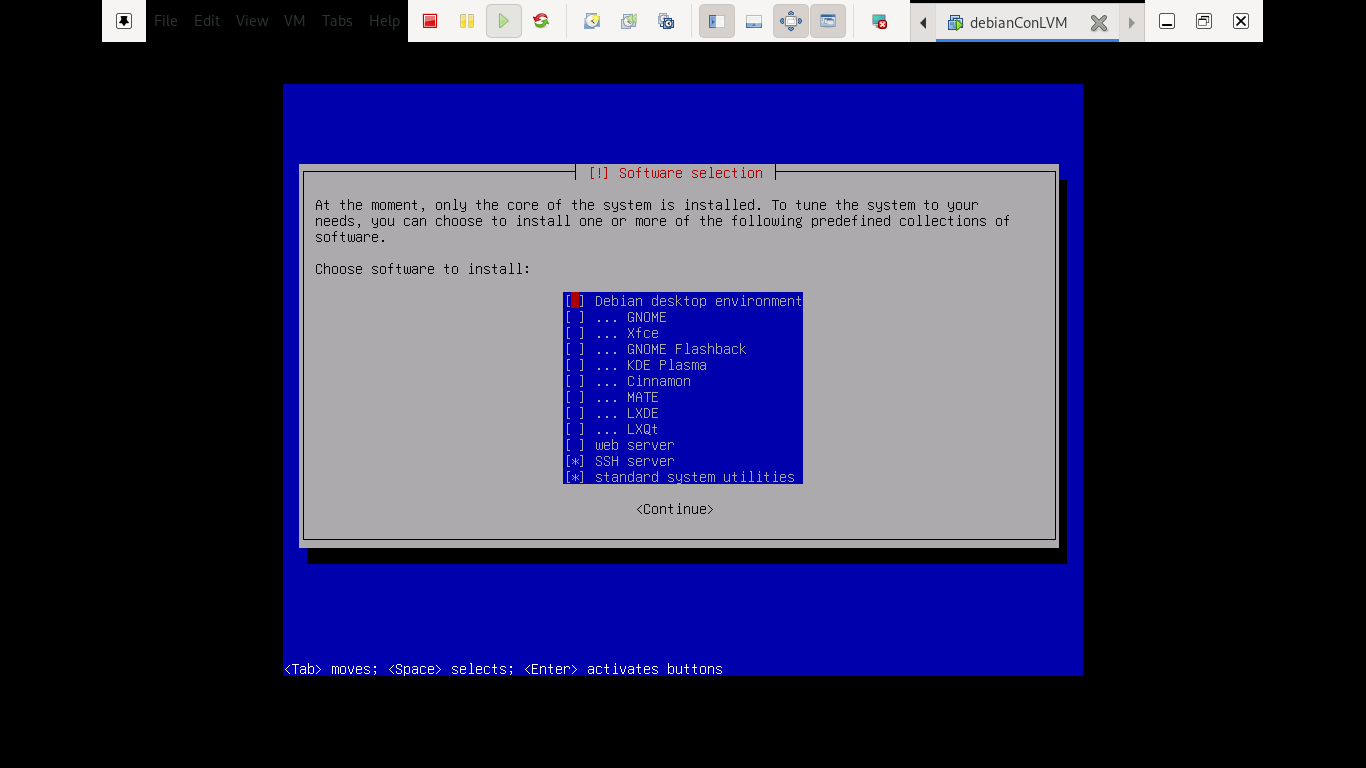 File Edit View VM Tabs Help debianConLVM
[!] Software selection
At the moment, only the core of the system is installed. To tune the system to your
needs, you can choose to install one or more of the following predefined collections of
software.
Choose software to install:
[ ] Debian desktop environment
[ ] ... GNOME
[ ] ... Xfce
[ ] ... GNOME Flashback
[ ] ... KDE Plasma
[ ] ... Cinnamon
[ ] ... MATE
[ ] ... LXDE
[ ] ... LXQt
[ ] web server
[*] SSH server
[*] standard system utilities
<Continue>
<Tab> moves; <Space> selects; <Enter> activates buttons